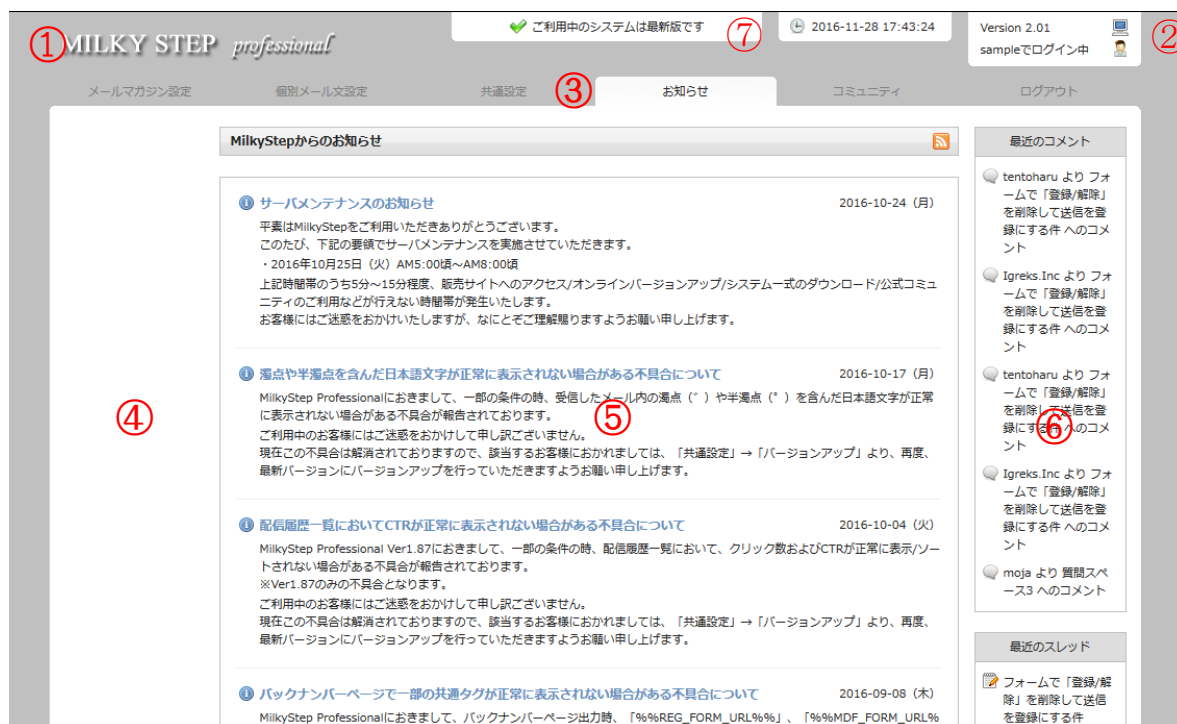 ① MILKY STEP professional
ご利用中のシステムは最新版です
⑦
2016-11-28 17:43:24
Version 2.01
sampleでログイン中
②
メールマガジン設定 個別メール文設定 共通設定 ③ お知らせ コミュニティ ログアウト
MilkyStepからのお知らせ
サーバメンテナンスのお知らせ 2016-10-24（月）
平素はMilkyStepをご利用いただきありがとうございます。
このたび、下記の要領でサーバメンテナンスを実施させていただきます。
・2016年10月25日（火）AM5:00頃～AM8:00頃
上記時間帯のうち5分～15分程度、販売サイトへのアクセス/オンラインバージョンアップ/システム一式のダウンロード/公式コミュ
ニティのご利用などが行えない時間帯が発生いたします。
お客様にはご迷惑をおかけいたしますが、なにとぞご理解賜りますようお願い申し上げます。
濁点や半濁点を含んだ日本語文字が正常に表示されない場合がある不具合について 2016-10-17（月）
MilkyStep Professionalにおきまして、一部の条件の時、受信したメール内の濁点（゛）や半濁点（゜）を含んだ日本語文字が正常
に表示されない場合がある不具合が報告されております。
ご利用中のお客様にはご迷惑をおかけして申し訳ございません。
現在この不具合は解消されておりますので、該当するお客様におかれましては、「共通設定」→「バージョンアップ」より、再度、
最新バージョンにバージョンアップを行っていただきますようお願い申し上げます。
④
⑤
配信履歴一覧においてCTRが正常に表示されない場合がある不具合について 2016-10-04（火）
MilkyStep Professional Ver1.87におきまして、一部の条件の時、配信履歴一覧において、クリック数およびCTRが正常に表示/ソー
トされない場合がある不具合が報告されております。
※Ver1.87のみの不具合となります。
ご利用中のお客様にはご迷惑をおかけして申し訳ございません。
現在この不具合は解消されておりますので、該当するお客様におかれましては、「共通設定」→「バージョンアップ」より、再度、
最新バージョンにバージョンアップを行っていただきますようお願い申し上げます。
バックナンバーページで一部の共通タグが正常に表示されない場合がある不具合について 2016-09-08（木）
MilkyStep Professionalにおきまして、バックナンバーページ出力時、「%%REG_FORM_URL%%」、「%%MDF_FORM_URL%
最近のコメント
tentoharu より フォ
ームで「登録/解除」
を削除して送信を登
録にする件 へのコメ
ント
Igreks.Inc より フォ
ームで「登録/解除」
を削除して送信を登
録にする件 へのコメ
ント
tentoharu より フォ
ームで「登録/解除」
を削除して送信を登
録にする件 へのコメ
ント
⑥
Igreks.Inc より フォ
ームで「登録/解除」
を削除して送信を登
録にする件 へのコメ
ント
moja より 質問スペ
ース3 へのコメント
最近のスレッド
フォームで「登録/解
除」を削除して送信
を登録にする件